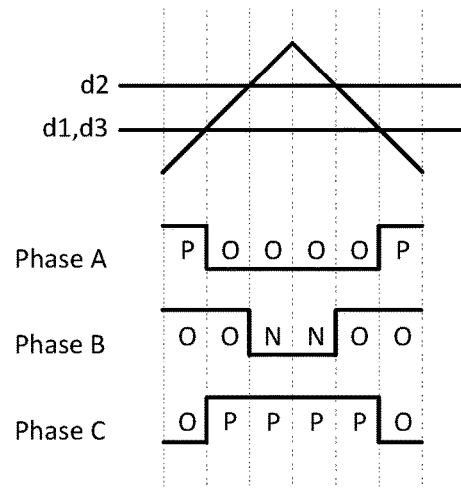 d2
d1,d3
Phase A P O O O O P
Phase B O O N N O O
Phase C O P P P P O